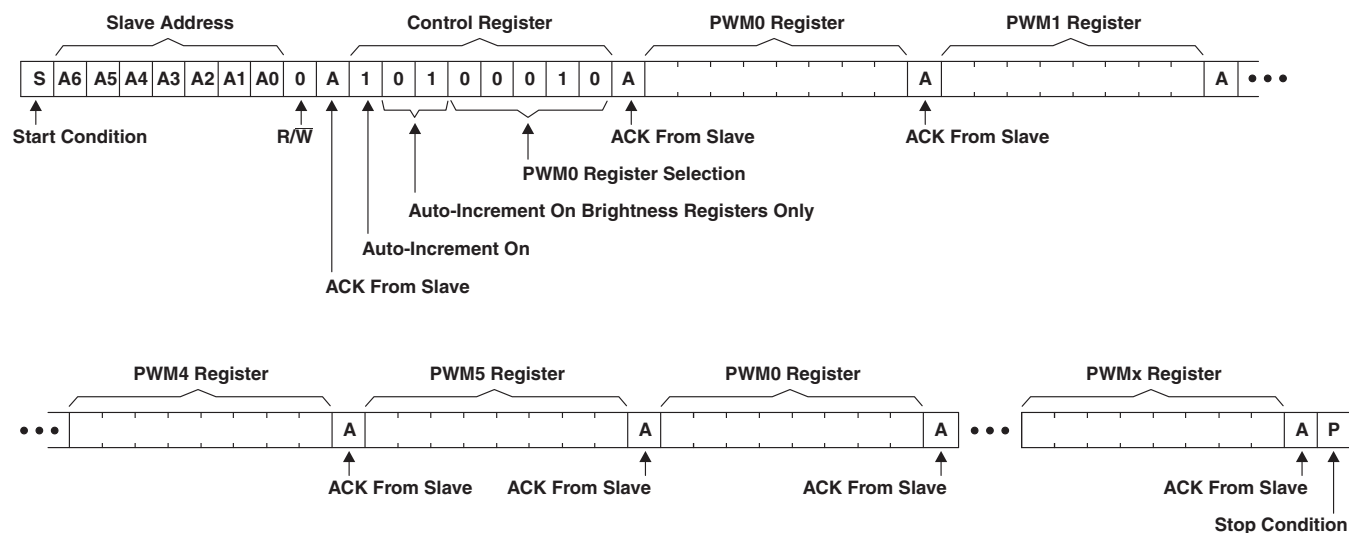 Slave Address Control Register PWM0 Register PWM1 Register
S A6 A5 A4 A3 A2 A1 A0 0 A 1 0 1 0 0 0 1 0 A A A •••
Start Condition R/W̅ ACK From Slave ACK From Slave
PWM0 Register Selection
Auto-Increment On Brightness Registers Only
Auto-Increment On
ACK From Slave
PWM4 Register PWM5 Register PWM0 Register PWMx Register
••• A A A ••• A P
ACK From Slave ACK From Slave ACK From Slave ACK From Slave
Stop Condition